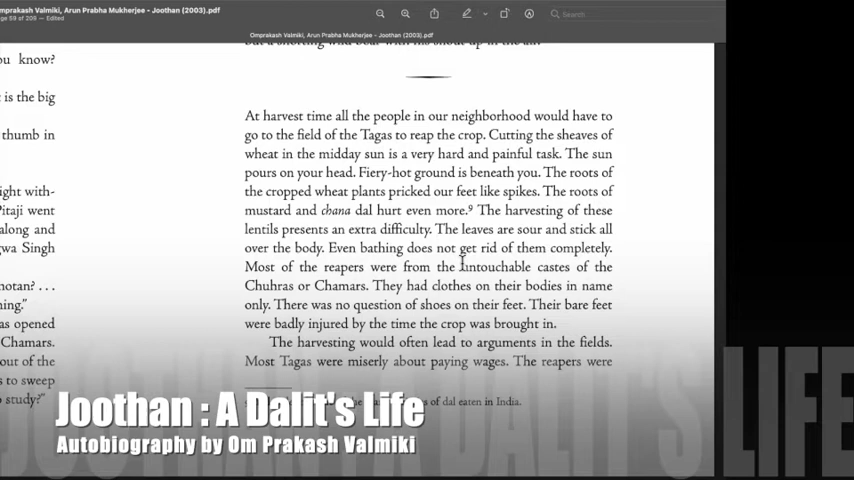 mprakash Valmiki, Arun Prabha Mukherjee - Joothan (2003).pdf
ge 59 of 209 — Edited
Search
Omprakash Valmiki, Arun Prabha Mukherjee - Joothan (2003).pdf
ou know?
t is the big
thumb in
ight with-
Pitaji went
along and
gwa Singh
notan? . . .
ning.”
as opened
Chamars.
out of the
s to sweep
study?”
At harvest time all the people in our neighborhood would have to
go to the field of the Tagas to reap the crop. Cutting the sheaves of
wheat in the midday sun is a very hard and painful task. The sun
pours on your head. Fiery-hot ground is beneath you. The roots of
the cropped wheat plants pricked our feet like spikes. The roots of
mustard and chana dal hurt even more.⁹ The harvesting of these
lentils presents an extra difficulty. The leaves are sour and stick all
over the body. Even bathing does not get rid of them completely.
Most of the reapers were from the untouchable castes of the
Chuhras or Chamars. They had clothes on their bodies in name
only. There was no question of shoes on their feet. Their bare feet
were badly injured by the time the crop was brought in.
The harvesting would often lead to arguments in the fields.
Most Tagas were miserly about paying wages. The reapers were
of dal eaten in India.
Joothan : A Dalit's Life
Autobiography by Om Prakash Valmiki
JOOTHAN : A DALIT'S LIFE